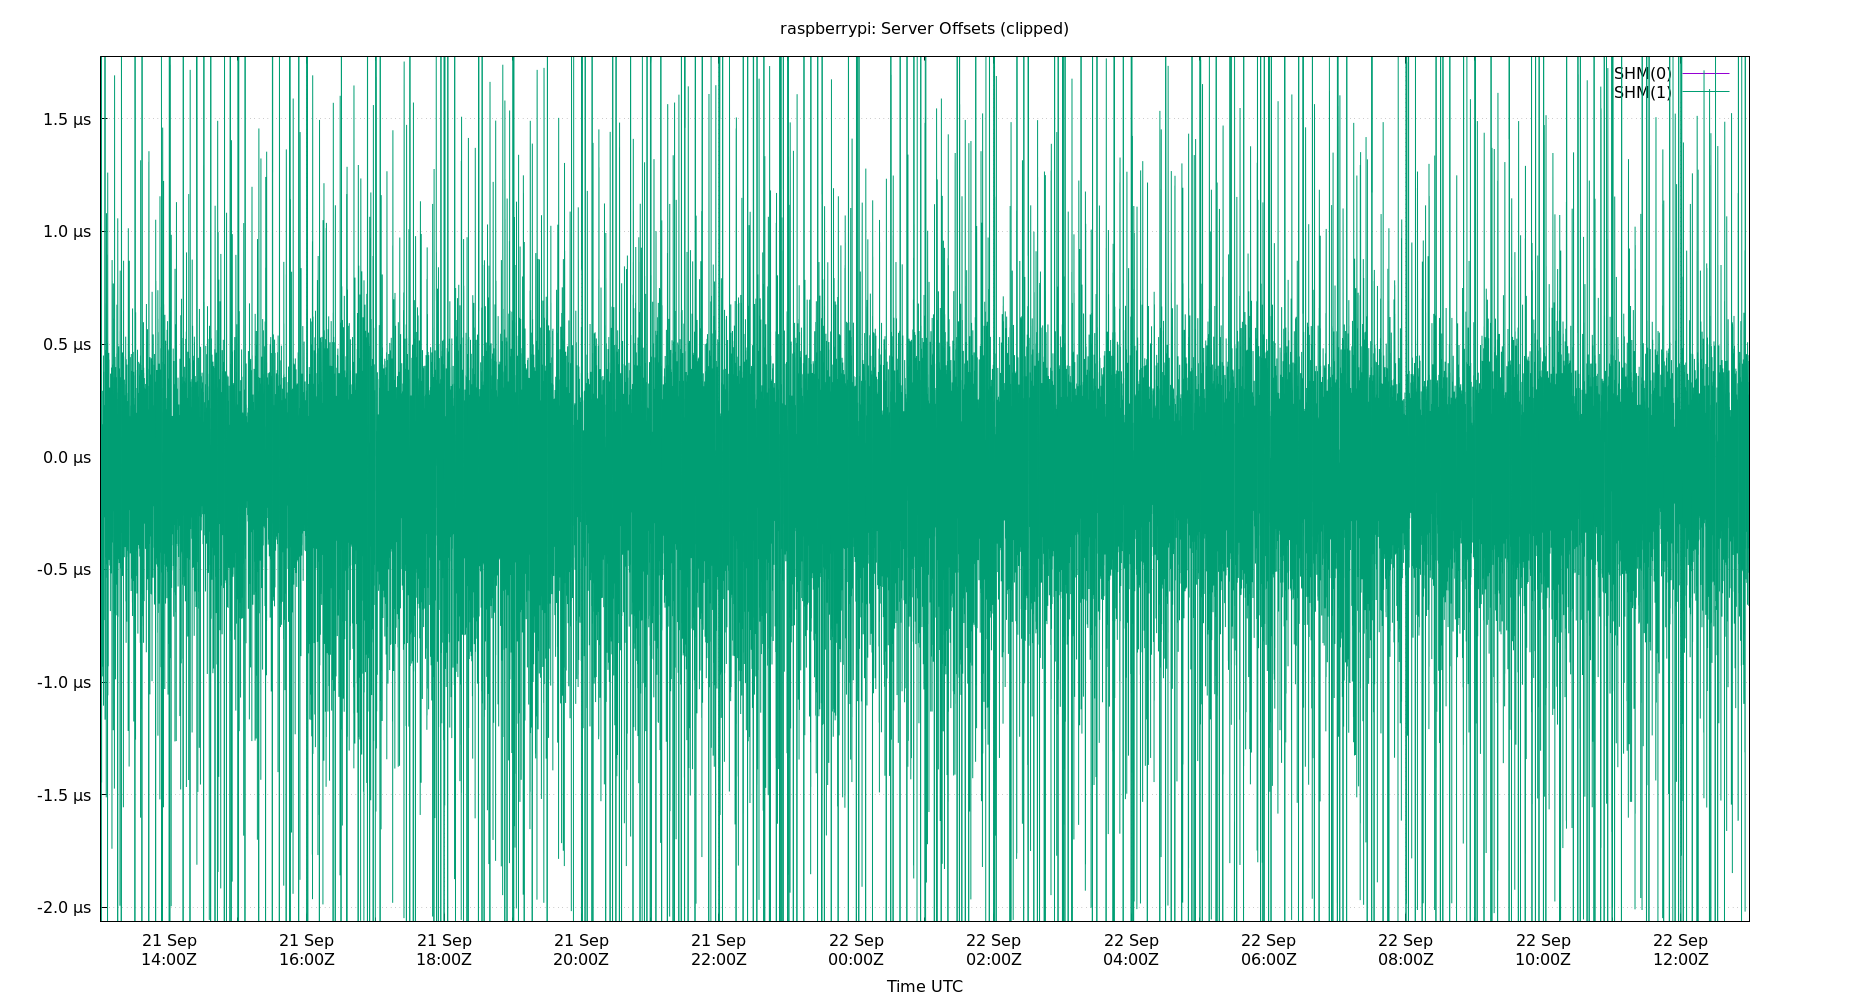 raspberrypi: Server Offsets (clipped)
SHM(0)
SHM(1)
1.5 µs
1.0 µs
0.5 µs
0.0 µs
-0.5 µs
-1.0 µs
-1.5 µs
-2.0 µs
21 Sep 21 Sep 21 Sep 21 Sep 21 Sep 22 Sep 22 Sep 22 Sep 22 Sep 22 Sep 22 Sep 22 Sep
14:00Z 16:00Z 18:00Z 20:00Z 22:00Z 00:00Z 02:00Z 04:00Z 06:00Z 08:00Z 10:00Z 12:00Z
Time UTC